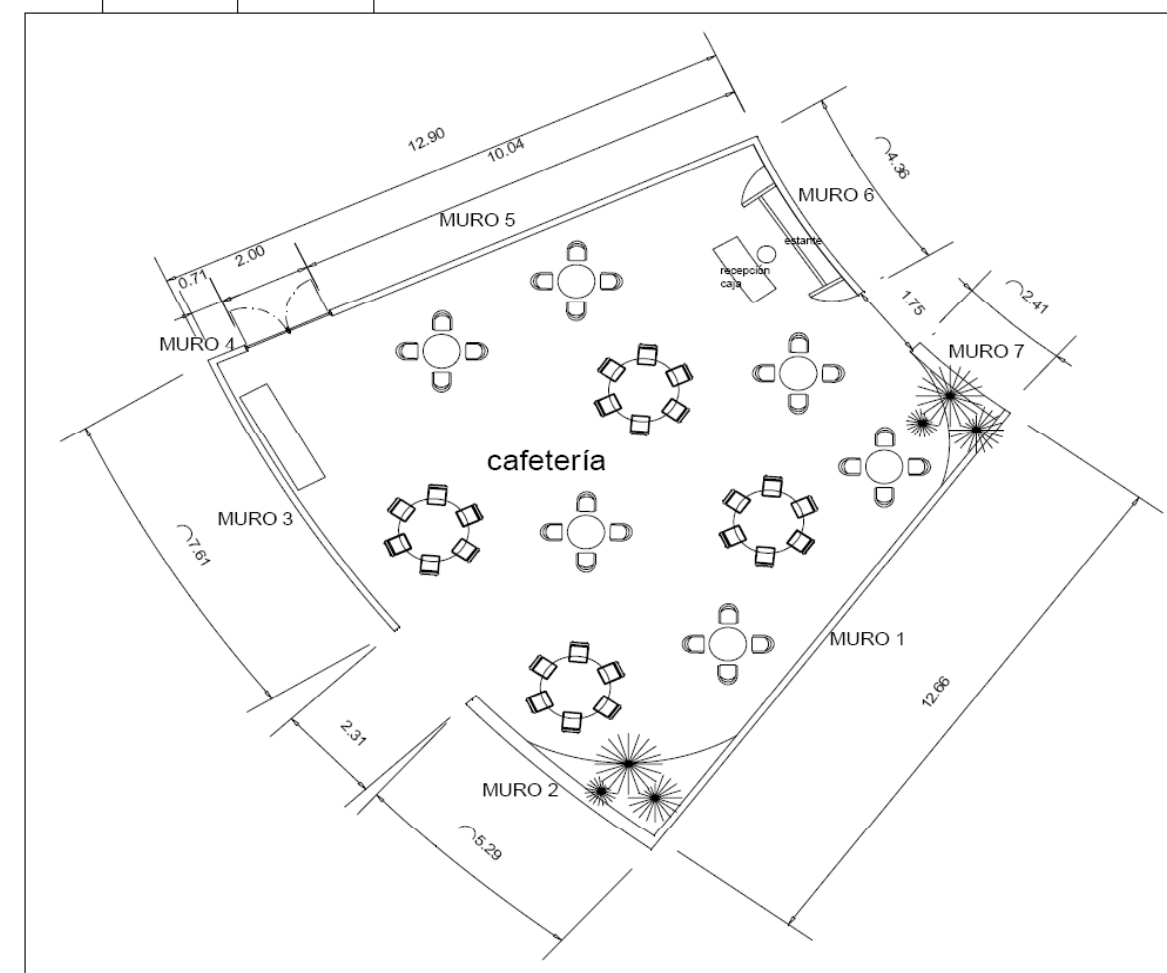 12.90
10.04
4.36
MURO 6
MURO 5
estante
2.00
0.71
recepción
caja
1.75
2.41
MURO 4
MURO 7
cafetería
MURO 3
7.61
MURO 1
12.66
2.31
MURO 2
5.29